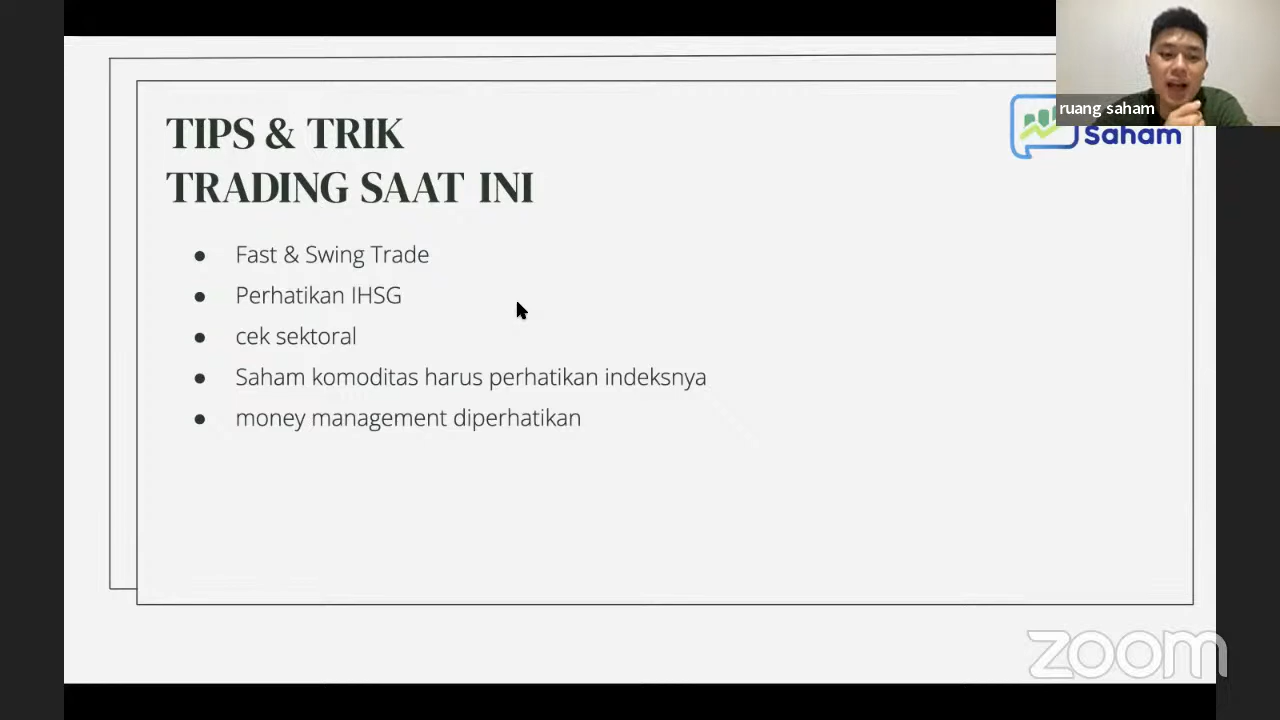 ruang saham
Saham
TIPS & TRIK
TRADING SAAT INI
Fast & Swing Trade
Perhatikan IHSG
cek sektoral
Saham komoditas harus perhatikan indeksnya
money management diperhatikan
zoom